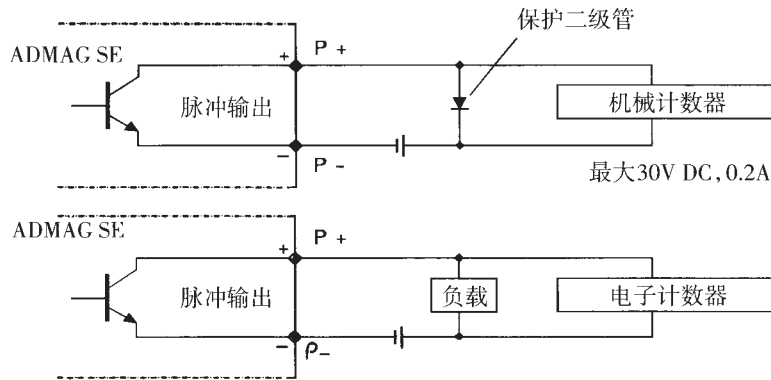 保护二级管
P +
+
ADMAG SE
脉冲输出
机械计数器
−
P −
最大30V DC, 0.2A
ADMAG SE
P +
+
脉冲输出
负载
电子计数器
−
P−